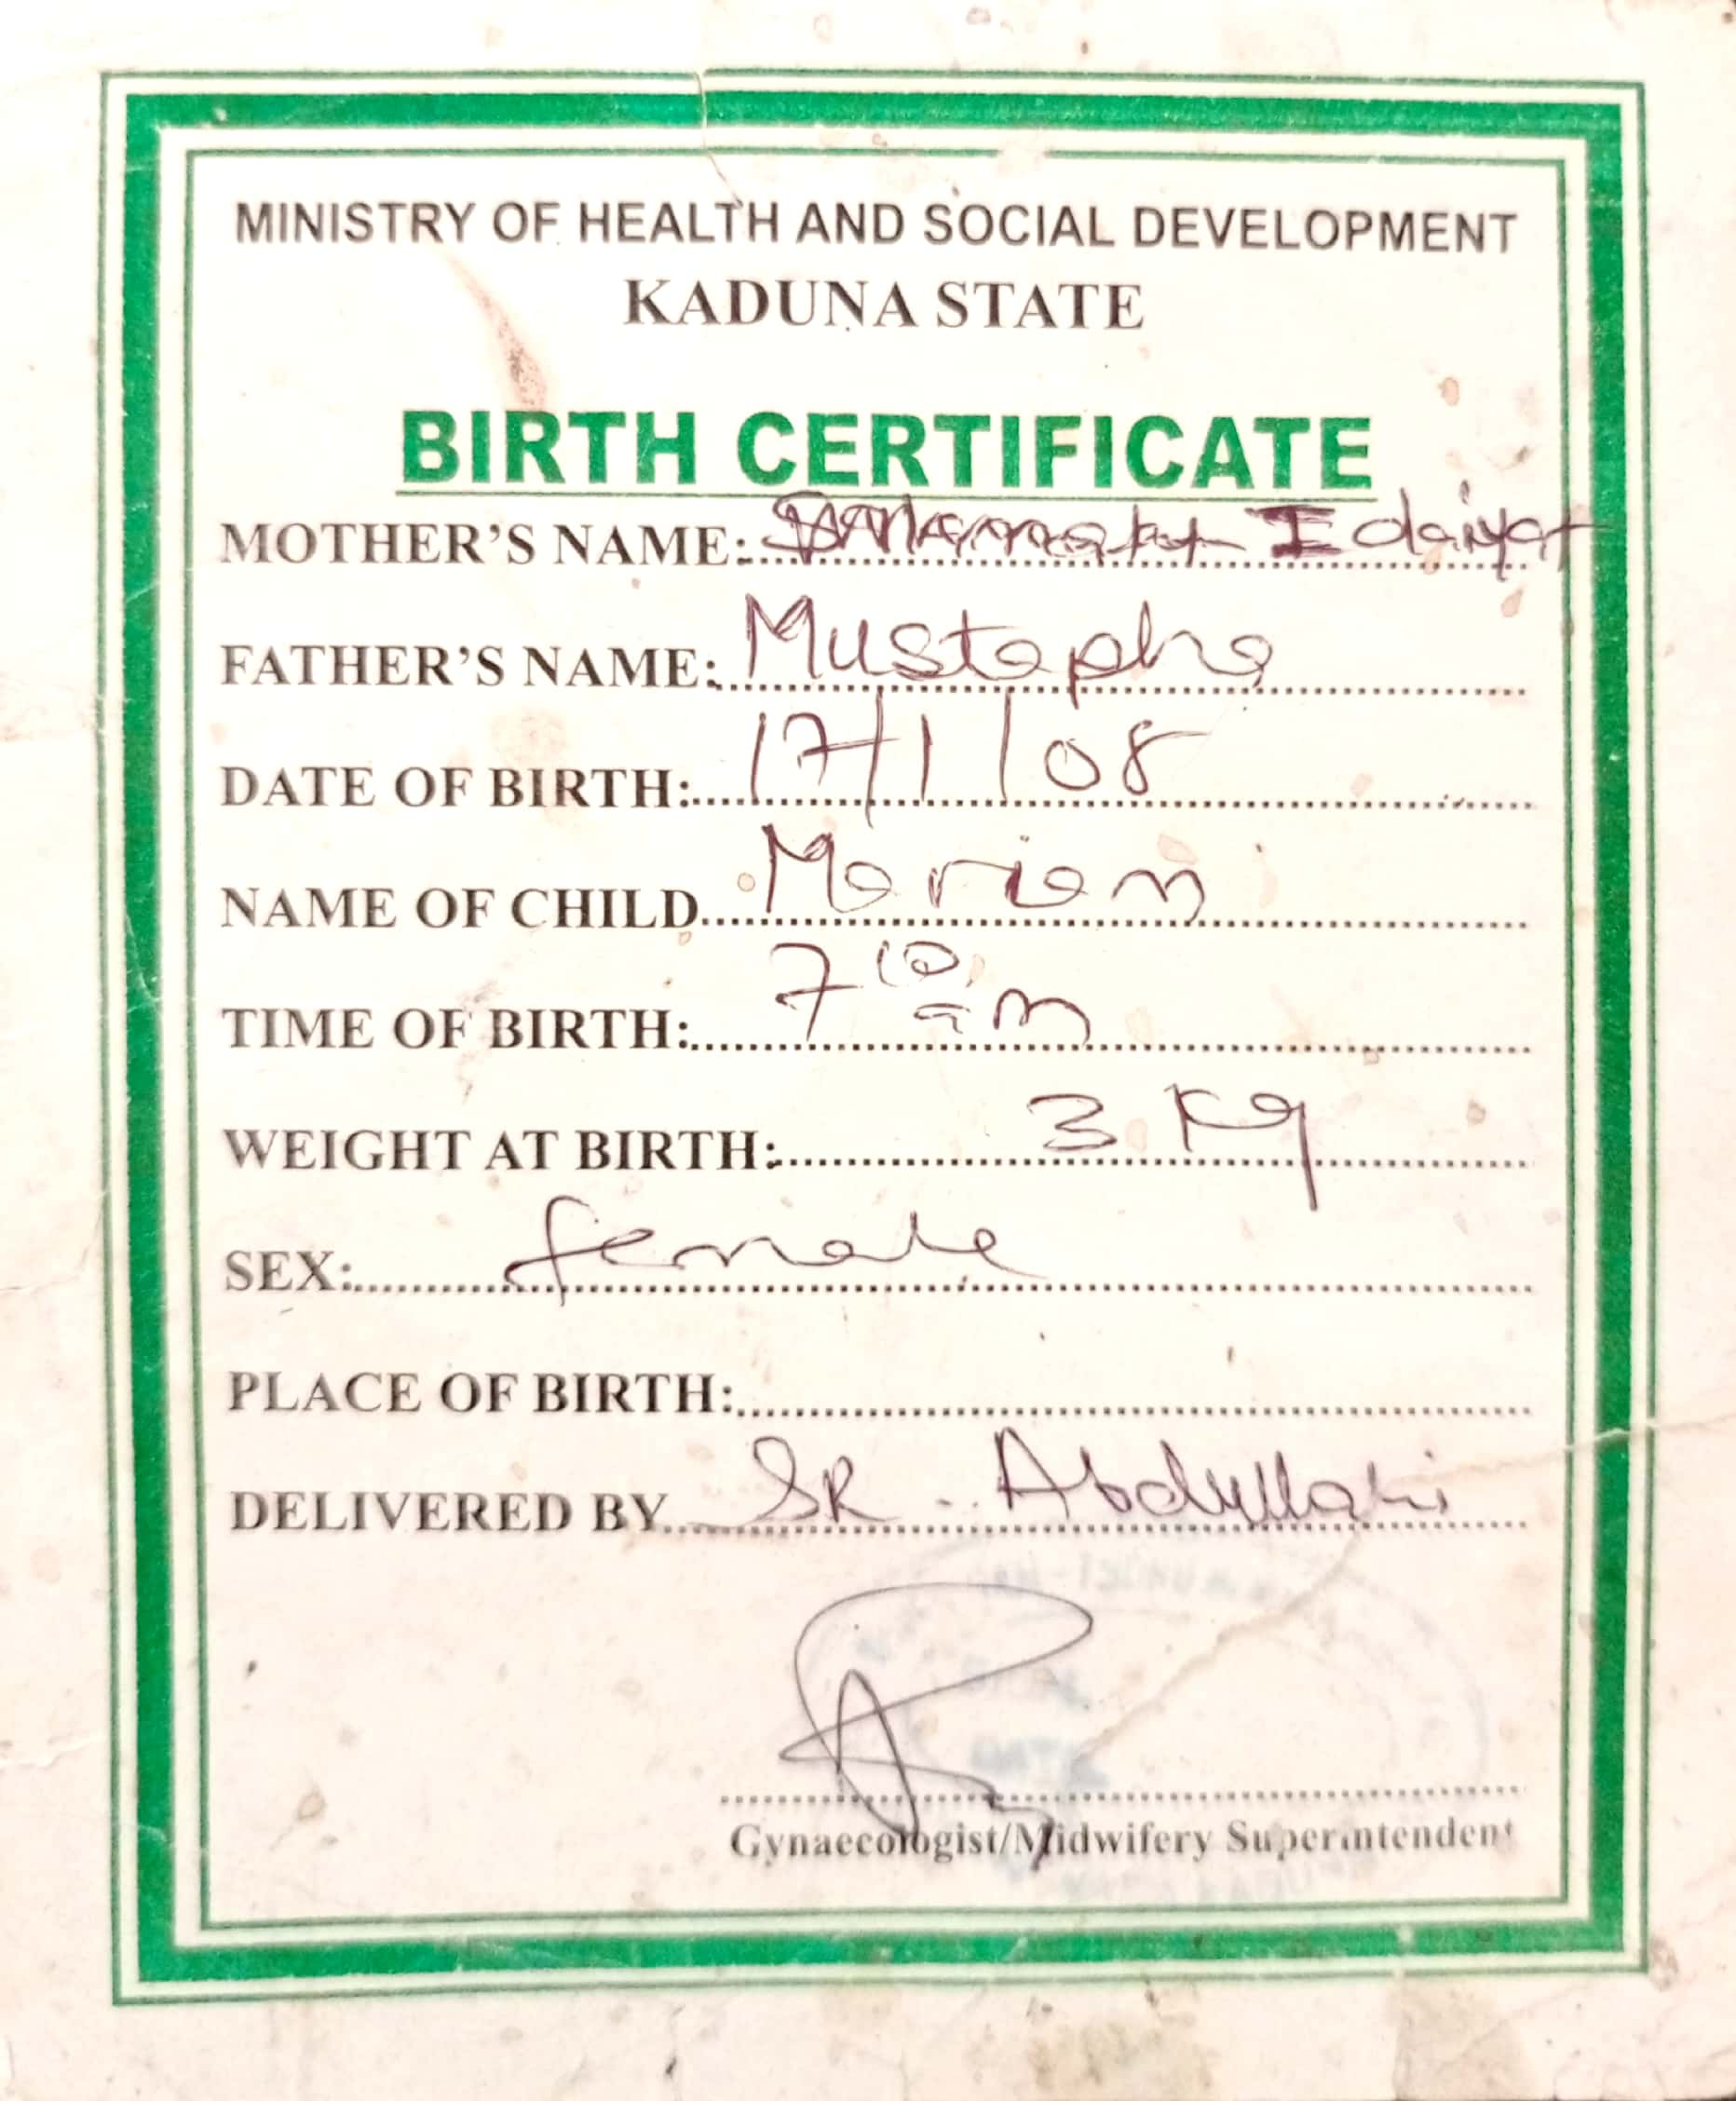 MINISTRY OF HEALTH AND SOCIAL DEVELOPMENT
KADUNA STATE
BIRTH CERTIFICATE
MOTHER'S NAME: Idaiyat
FATHER'S NAME: Mustapha
DATE OF BIRTH: 17/1/08
NAME OF CHILD Mariam
TIME OF BIRTH: 7 10 am
WEIGHT AT BIRTH: 3 Kg
SEX: female
PLACE OF BIRTH:
DELIVERED BY SR. Abdullahi
Gynaecologist/Midwifery Superintendent